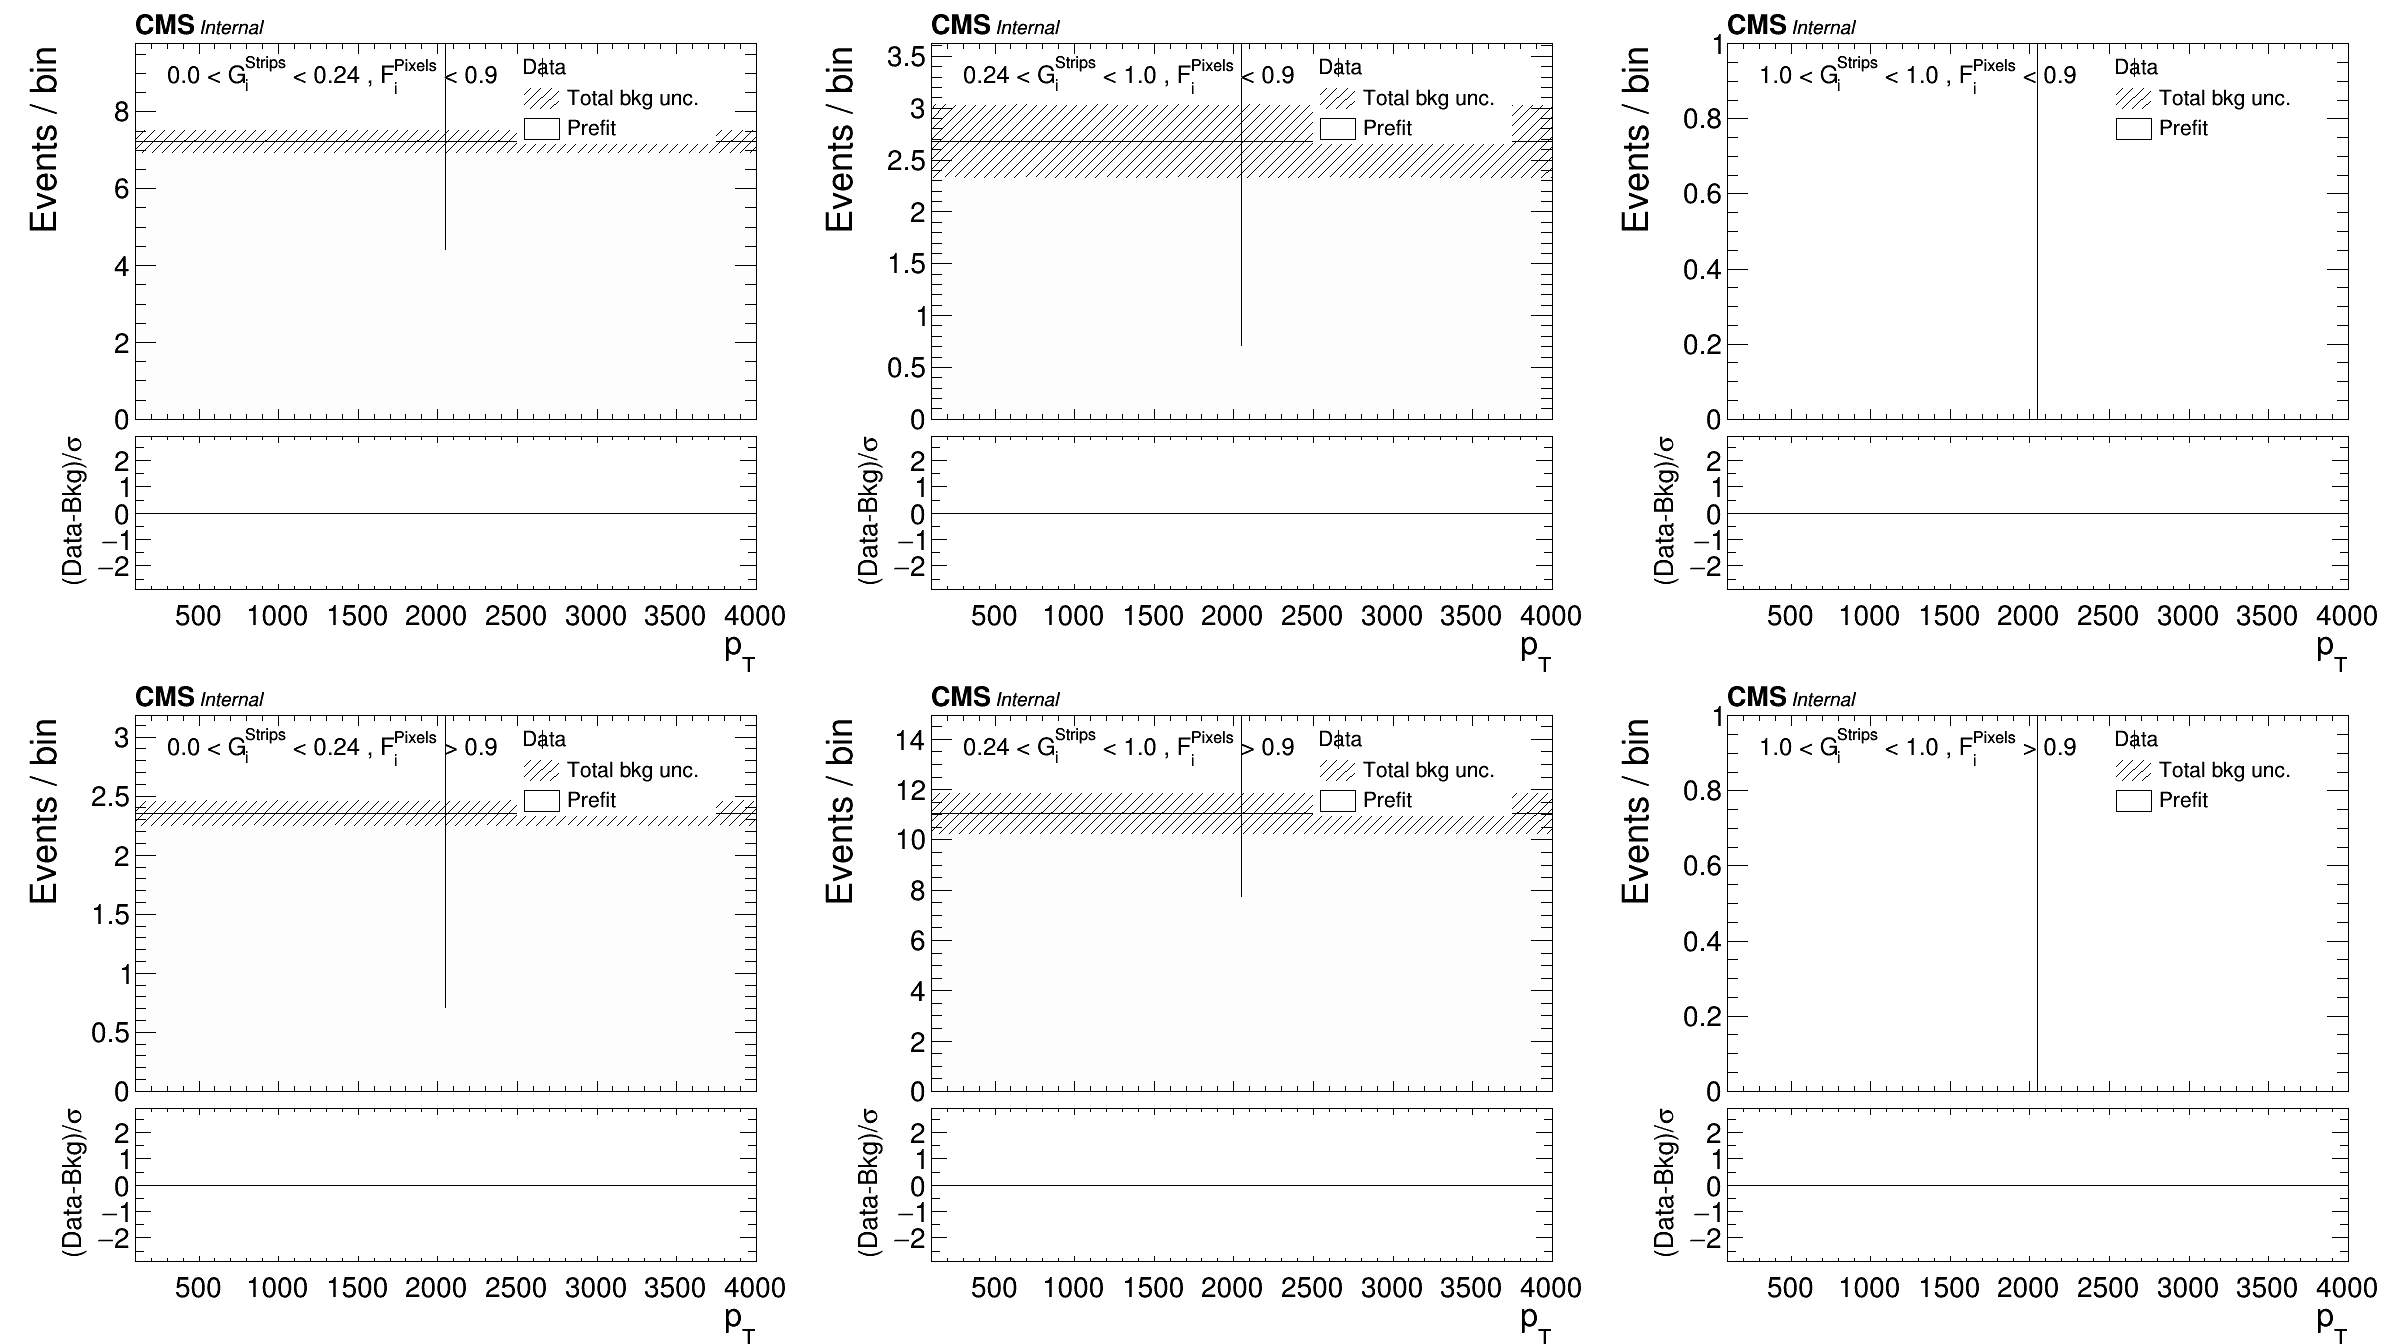 CMS Internal
Events / bin
0.0 < G_i^Strips < 0.24 , F_i^Pixels < 0.9
Data
Total bkg unc.
Prefit
8
6
4
2
0
(Data-Bkg)/σ
2
1
0
−1
−2
500 1000 1500 2000 2500 3000 3500 4000
p_T
CMS Internal
Events / bin
0.24 < G_i^Strips < 1.0 , F_i^Pixels < 0.9
Data
Total bkg unc.
Prefit
3.5
3
2.5
2
1.5
1
0.5
0
(Data-Bkg)/σ
2
1
0
−1
−2
500 1000 1500 2000 2500 3000 3500 4000
p_T
CMS Internal
Events / bin
1.0 < G_i^Strips < 1.0 , F_i^Pixels < 0.9
Data
Total bkg unc.
Prefit
1
0.8
0.6
0.4
0.2
0
(Data-Bkg)/σ
2
1
0
−1
−2
500 1000 1500 2000 2500 3000 3500 4000
p_T
CMS Internal
Events / bin
0.0 < G_i^Strips < 0.24 , F_i^Pixels > 0.9
Data
Total bkg unc.
Prefit
3
2.5
2
1.5
1
0.5
0
(Data-Bkg)/σ
2
1
0
−1
−2
500 1000 1500 2000 2500 3000 3500 4000
p_T
CMS Internal
Events / bin
0.24 < G_i^Strips < 1.0 , F_i^Pixels > 0.9
Data
Total bkg unc.
Prefit
14
12
10
8
6
4
2
0
(Data-Bkg)/σ
2
1
0
−1
−2
500 1000 1500 2000 2500 3000 3500 4000
p_T
CMS Internal
Events / bin
1.0 < G_i^Strips < 1.0 , F_i^Pixels > 0.9
Data
Total bkg unc.
Prefit
1
0.8
0.6
0.4
0.2
0
(Data-Bkg)/σ
2
1
0
−1
−2
500 1000 1500 2000 2500 3000 3500 4000
p_T